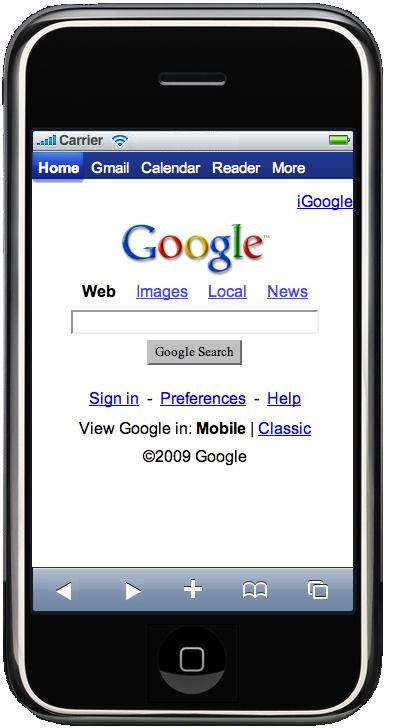 Carrier
Home Gmail Calendar Reader More
iGoogle
Google™
Web Images Local News
Google Search
Sign in - Preferences - Help
View Google in: Mobile | Classic
©2009 Google